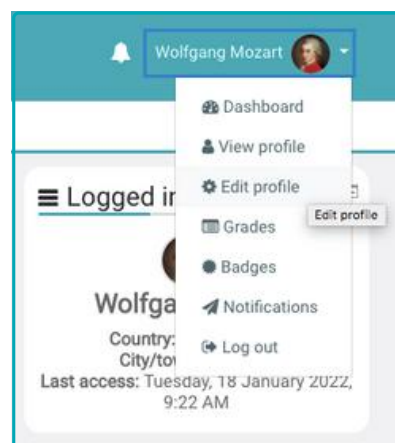 Wolfgang Mozart
Dashboard
View profile
Edit profile
Edit profile
Grades
Badges
Notifications
Log out
Logged in
Wolfga
Country:
City/tow
Last access: Tuesday, 18 January 2022,
9:22 AM